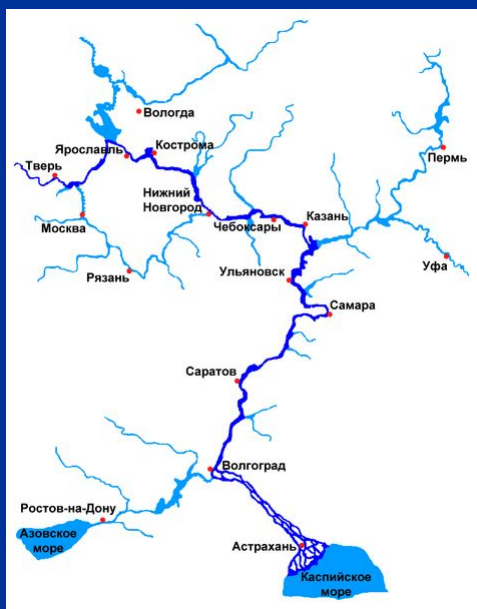 Вологда
Ярославль
Кострома
Тверь
Пермь
Нижний
Новгород
Москва
Чебоксары
Казань
Рязань
Ульяновск
Уфа
Самара
Саратов
Волгоград
Ростов-на-Дону
Азовское
море
Астрахань
Каспийское
море